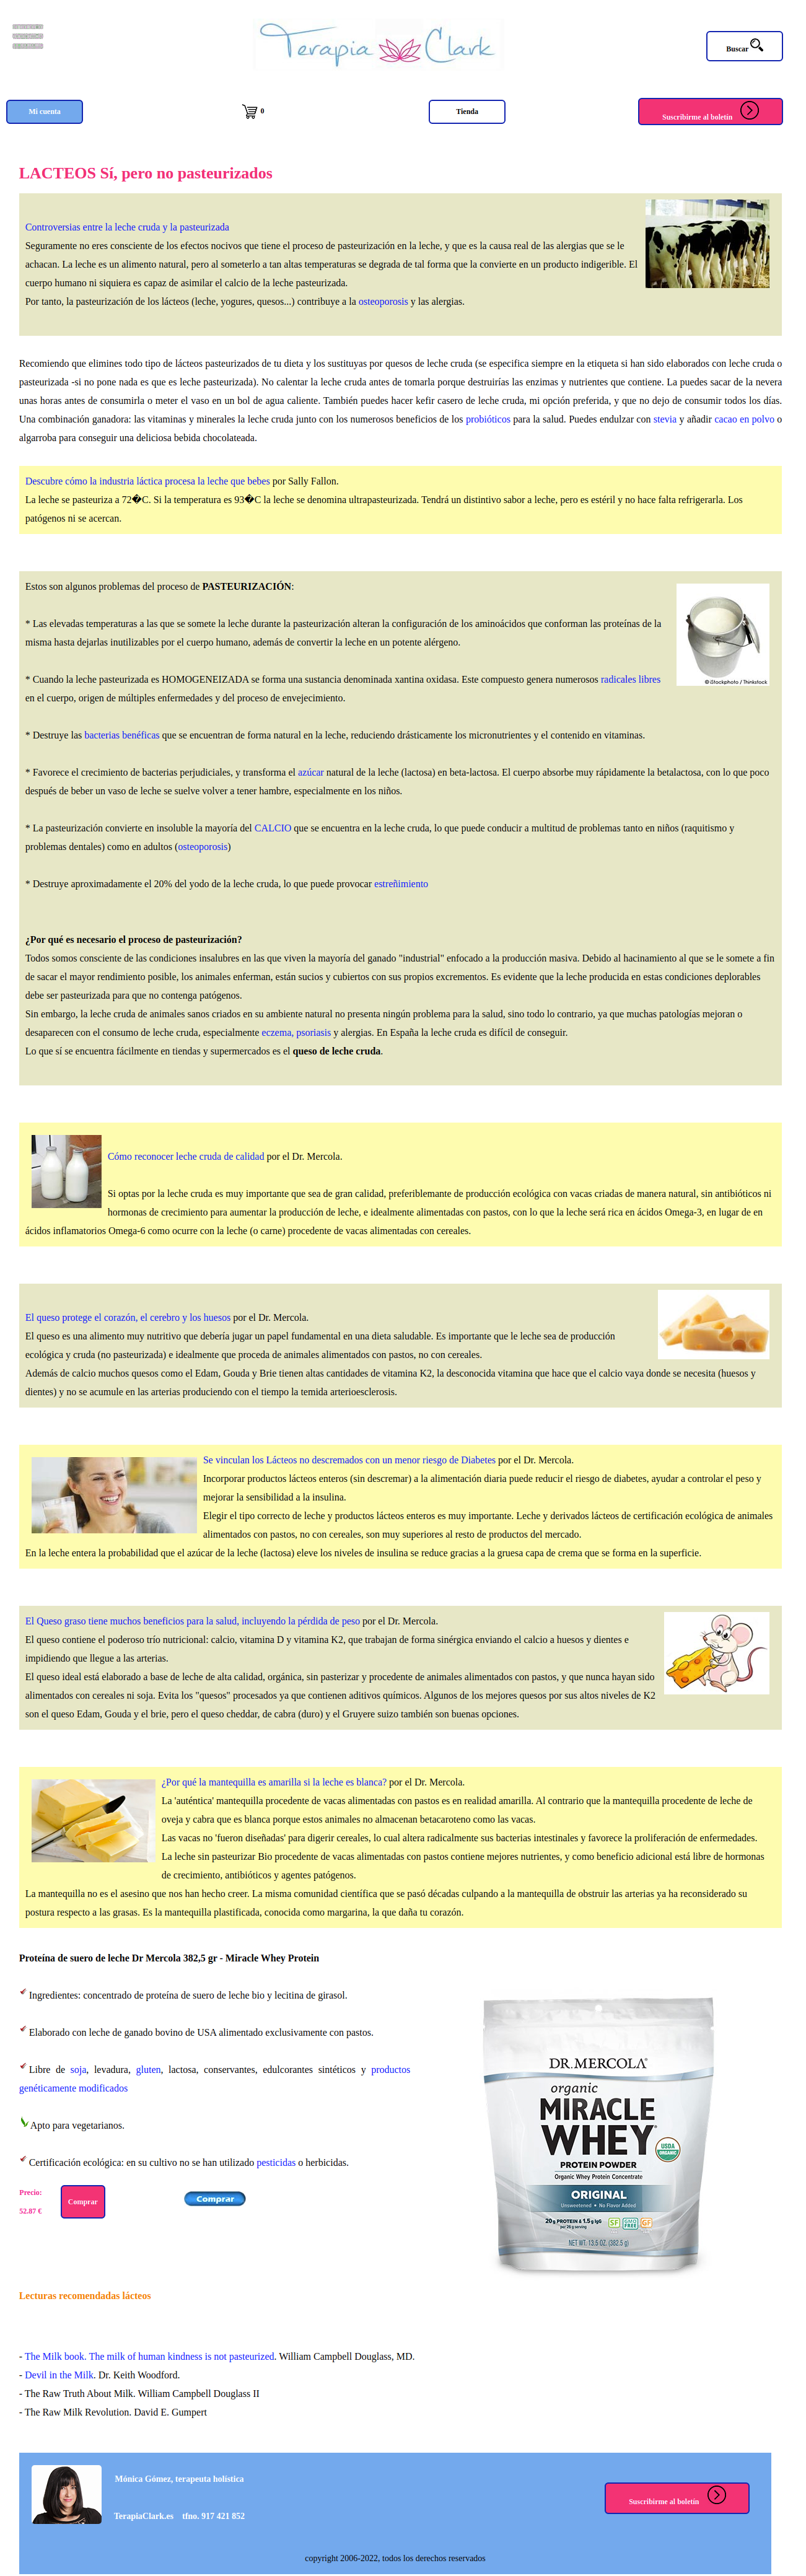 Terapia Clark
Buscar
Mi cuenta
0
Tienda
Suscribirme al boletín
LACTEOS Sí, pero no pasteurizados
Controversias entre la leche cruda y la pasteurizada
Seguramente no eres consciente de los efectos nocivos que tiene el proceso de pasteurización en la leche, y que es la causa real de las alergias que se le
achacan. La leche es un alimento natural, pero al someterlo a tan altas temperaturas se degrada de tal forma que la convierte en un producto indigerible. El
cuerpo humano ni siquiera es capaz de asimilar el calcio de la leche pasteurizada.
Por tanto, la pasteurización de los lácteos (leche, yogures, quesos...) contribuye a la osteoporosis y las alergias.
Recomiendo que elimines todo tipo de lácteos pasteurizados de tu dieta y los sustituyas por quesos de leche cruda (se especifica siempre en la etiqueta si han sido elaborados con leche cruda o
pasteurizada -si no pone nada es que es leche pasteurizada). No calentar la leche cruda antes de tomarla porque destruirías las enzimas y nutrientes que contiene. La puedes sacar de la nevera
unas horas antes de consumirla o meter el vaso en un bol de agua caliente. También puedes hacer kefir casero de leche cruda, mi opción preferida, y que no dejo de consumir todos los días.
Una combinación ganadora: las vitaminas y minerales la leche cruda junto con los numerosos beneficios de los probióticos para la salud. Puedes endulzar con stevia y añadir cacao en polvo o
algarroba para conseguir una deliciosa bebida chocolateada.
Descubre cómo la industria láctica procesa la leche que bebes por Sally Fallon.
La leche se pasteuriza a 72�C. Si la temperatura es 93�C la leche se denomina ultrapasteurizada. Tendrá un distintivo sabor a leche, pero es estéril y no hace falta refrigerarla. Los
patógenos ni se acercan.
Estos son algunos problemas del proceso de PASTEURIZACIÓN:
* Las elevadas temperaturas a las que se somete la leche durante la pasteurización alteran la configuración de los aminoácidos que conforman las proteínas de la
misma hasta dejarlas inutilizables por el cuerpo humano, además de convertir la leche en un potente alérgeno.
©iStockphoto / Thinkstock
* Cuando la leche pasteurizada es HOMOGENEIZADA se forma una sustancia denominada xantina oxidasa. Este compuesto genera numerosos radicales libres
en el cuerpo, origen de múltiples enfermedades y del proceso de envejecimiento.
* Destruye las bacterias benéficas que se encuentran de forma natural en la leche, reduciendo drásticamente los micronutrientes y el contenido en vitaminas.
* Favorece el crecimiento de bacterias perjudiciales, y transforma el azúcar natural de la leche (lactosa) en beta-lactosa. El cuerpo absorbe muy rápidamente la betalactosa, con lo que poco
después de beber un vaso de leche se suelve volver a tener hambre, especialmente en los niños.
* La pasteurización convierte en insoluble la mayoría del CALCIO que se encuentra en la leche cruda, lo que puede conducir a multitud de problemas tanto en niños (raquitismo y
problemas dentales) como en adultos (osteoporosis)
* Destruye aproximadamente el 20% del yodo de la leche cruda, lo que puede provocar estreñimiento
¿Por qué es necesario el proceso de pasteurización?
Todos somos consciente de las condiciones insalubres en las que viven la mayoría del ganado "industrial" enfocado a la producción masiva. Debido al hacinamiento al que se le somete a fin
de sacar el mayor rendimiento posible, los animales enferman, están sucios y cubiertos con sus propios excrementos. Es evidente que la leche producida en estas condiciones deplorables
debe ser pasteurizada para que no contenga patógenos.
Sin embargo, la leche cruda de animales sanos criados en su ambiente natural no presenta ningún problema para la salud, sino todo lo contrario, ya que muchas patologías mejoran o
desaparecen con el consumo de leche cruda, especialmente eczema, psoriasis y alergias. En España la leche cruda es difícil de conseguir.
Lo que sí se encuentra fácilmente en tiendas y supermercados es el queso de leche cruda.
Cómo reconocer leche cruda de calidad por el Dr. Mercola.
Si optas por la leche cruda es muy importante que sea de gran calidad, preferiblemante de producción ecológica con vacas criadas de manera natural, sin antibióticos ni
hormonas de crecimiento para aumentar la producción de leche, e idealmente alimentadas con pastos, con lo que la leche será rica en ácidos Omega-3, en lugar de en
ácidos inflamatorios Omega-6 como ocurre con la leche (o carne) procedente de vacas alimentadas con cereales.
El queso protege el corazón, el cerebro y los huesos por el Dr. Mercola.
El queso es una alimento muy nutritivo que debería jugar un papel fundamental en una dieta saludable. Es importante que le leche sea de producción
ecológica y cruda (no pasteurizada) e idealmente que proceda de animales alimentados con pastos, no con cereales.
Además de calcio muchos quesos como el Edam, Gouda y Brie tienen altas cantidades de vitamina K2, la desconocida vitamina que hace que el calcio vaya donde se necesita (huesos y
dientes) y no se acumule en las arterias produciendo con el tiempo la temida arterioesclerosis.
Se vinculan los Lácteos no descremados con un menor riesgo de Diabetes por el Dr. Mercola.
Incorporar productos lácteos enteros (sin descremar) a la alimentación diaria puede reducir el riesgo de diabetes, ayudar a controlar el peso y
mejorar la sensibilidad a la insulina.
Elegir el tipo correcto de leche y productos lácteos enteros es muy importante. Leche y derivados lácteos de certificación ecológica de animales
alimentados con pastos, no con cereales, son muy superiores al resto de productos del mercado.
En la leche entera la probabilidad que el azúcar de la leche (lactosa) eleve los niveles de insulina se reduce gracias a la gruesa capa de crema que se forma en la superficie.
El Queso graso tiene muchos beneficios para la salud, incluyendo la pérdida de peso por el Dr. Mercola.
El queso contiene el poderoso trío nutricional: calcio, vitamina D y vitamina K2, que trabajan de forma sinérgica enviando el calcio a huesos y dientes e
impidiendo que llegue a las arterias.
El queso ideal está elaborado a base de leche de alta calidad, orgánica, sin pasterizar y procedente de animales alimentados con pastos, y que nunca hayan sido
alimentados con cereales ni soja. Evita los "quesos" procesados ya que contienen aditivos químicos. Algunos de los mejores quesos por sus altos niveles de K2
son el queso Edam, Gouda y el brie, pero el queso cheddar, de cabra (duro) y el Gruyere suizo también son buenas opciones.
¿Por qué la mantequilla es amarilla si la leche es blanca? por el Dr. Mercola.
La 'auténtica' mantequilla procedente de vacas alimentadas con pastos es en realidad amarilla. Al contrario que la mantequilla procedente de leche de
oveja y cabra que es blanca porque estos animales no almacenan betacaroteno como las vacas.
Las vacas no 'fueron diseñadas' para digerir cereales, lo cual altera radicalmente sus bacterias intestinales y favorece la proliferación de enfermedades.
La leche sin pasteurizar Bio procedente de vacas alimentadas con pastos contiene mejores nutrientes, y como beneficio adicional está libre de hormonas
de crecimiento, antibióticos y agentes patógenos.
La mantequilla no es el asesino que nos han hecho creer. La misma comunidad científica que se pasó décadas culpando a la mantequilla de obstruir las arterias ya ha reconsiderado su
postura respecto a las grasas. Es la mantequilla plastificada, conocida como margarina, la que daña tu corazón.
Proteína de suero de leche Dr Mercola 382,5 gr - Miracle Whey Protein
Ingredientes: concentrado de proteína de suero de leche bio y lecitina de girasol.
Elaborado con leche de ganado bovino de USA alimentado exclusivamente con pastos.
Libre de soja, levadura, gluten, lactosa, conservantes, edulcorantes sintéticos y productos
genéticamente modificados
Apto para vegetarianos.
Certificación ecológica: en su cultivo no se han utilizado pesticidas o herbicidas.
Precio:
52.87 €
Comprar
Comprar
DR. MERCOLA®
organic
MIRACLE
WHEY™
PROTEIN POWDER
USDA
ORGANIC
Organic Whey Protein Concentrate
ORIGINAL
Unsweetened • No Flavor Added
20g PROTEIN & 1.5g IgG
per 26 g serving
SF GMO FREE GF
NET WT. 13.5 OZ. (382.5 g)
Lecturas recomendadas lácteos
- The Milk book. The milk of human kindness is not pasteurized. William Campbell Douglass, MD.
- Devil in the Milk. Dr. Keith Woodford.
- The Raw Truth About Milk. William Campbell Douglass II
- The Raw Milk Revolution. David E. Gumpert
Mónica Gómez, terapeuta holística
TerapiaClark.es tfno. 917 421 852
Suscribirme al boletín
copyright 2006-2022, todos los derechos reservados